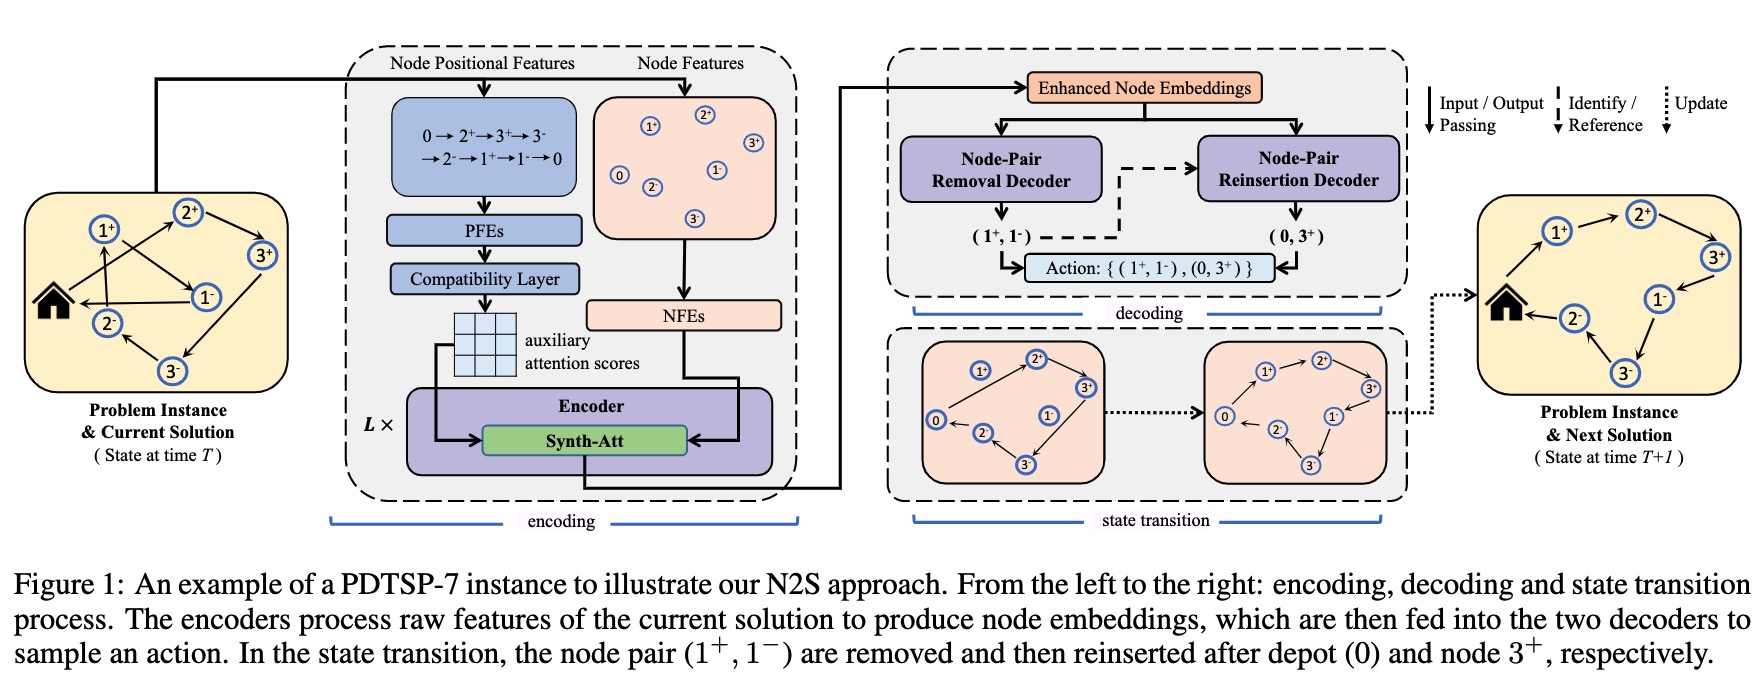 Node Positional Features
Node Features
0 → 2+→3+→ 3-
→2-→1+→1-→0
1+
2+
3+
0
1-
2-
3-
PFEs
Compatibility Layer
NFEs
auxiliary
attention scores
L ×
Encoder
Synth-Att
encoding
1+
2+
3+
1-
2-
3-
Problem Instance
& Current Solution
( State at time T )
Enhanced Node Embeddings
Node-Pair
Removal Decoder
Node-Pair
Reinsertion Decoder
( 1+, 1- )
( 0, 3+ )
Action: { ( 1+, 1- ) , (0, 3+ ) }
decoding
1+
2+
3+
0
1-
2-
3-
1+
2+
3+
0
1-
2-
3-
state transition
Input / Output
Passing
Identify /
Reference
Update
1+
2+
3+
1-
2-
3-
Problem Instance
& Next Solution
( State at time T+1 )
Figure 1: An example of a PDTSP-7 instance to illustrate our N2S approach. From the left to the right: encoding, decoding and state transition
process. The encoders process raw features of the current solution to produce node embeddings, which are then fed into the two decoders to
sample an action. In the state transition, the node pair (1+, 1−) are removed and then reinserted after depot (0) and node 3+, respectively.